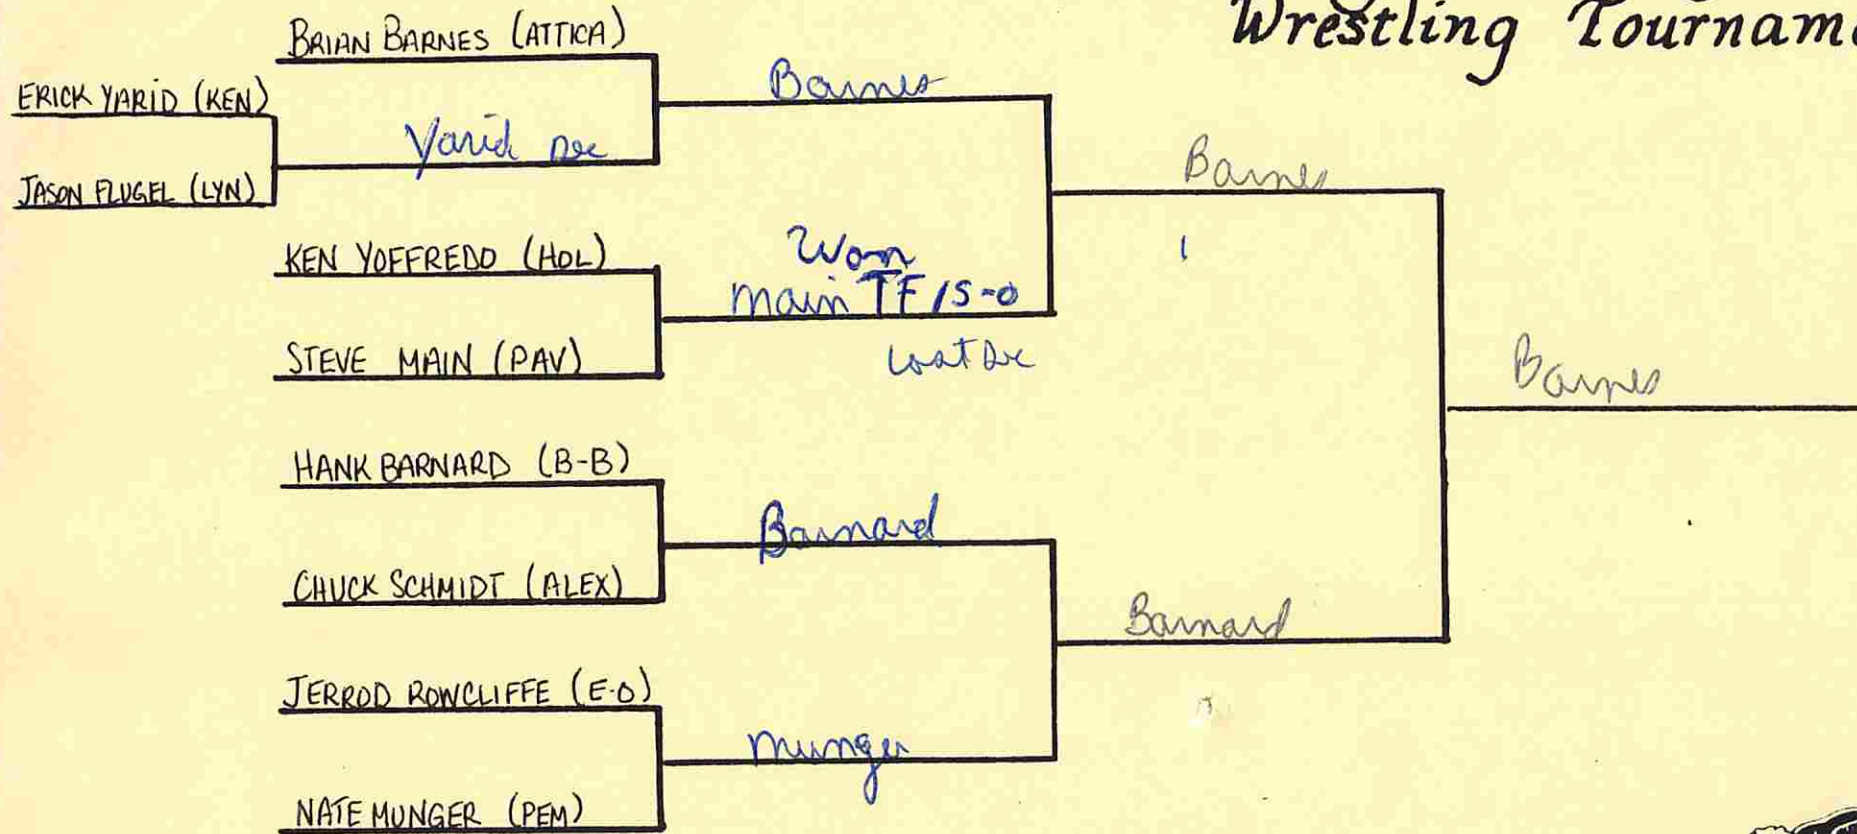 Wrestling Tournam
BRIAN BARNES (ATTICA)
ERICK YARID (KEN)
JASON FLUGEL (LYN)
Yarid Dec
Barnes
KEN YOFFREDO (HOL)
STEVE MAIN (PAV)
Won
Main TF 15-0
Lost Dec
Barnes
HANK BARNARD (B-B)
CHUCK SCHMIDT (ALEX)
Barnard
JERROD ROWCLIFFE (E-O)
NATE MUNGER (PEM)
Munger
Barnard
Barnes